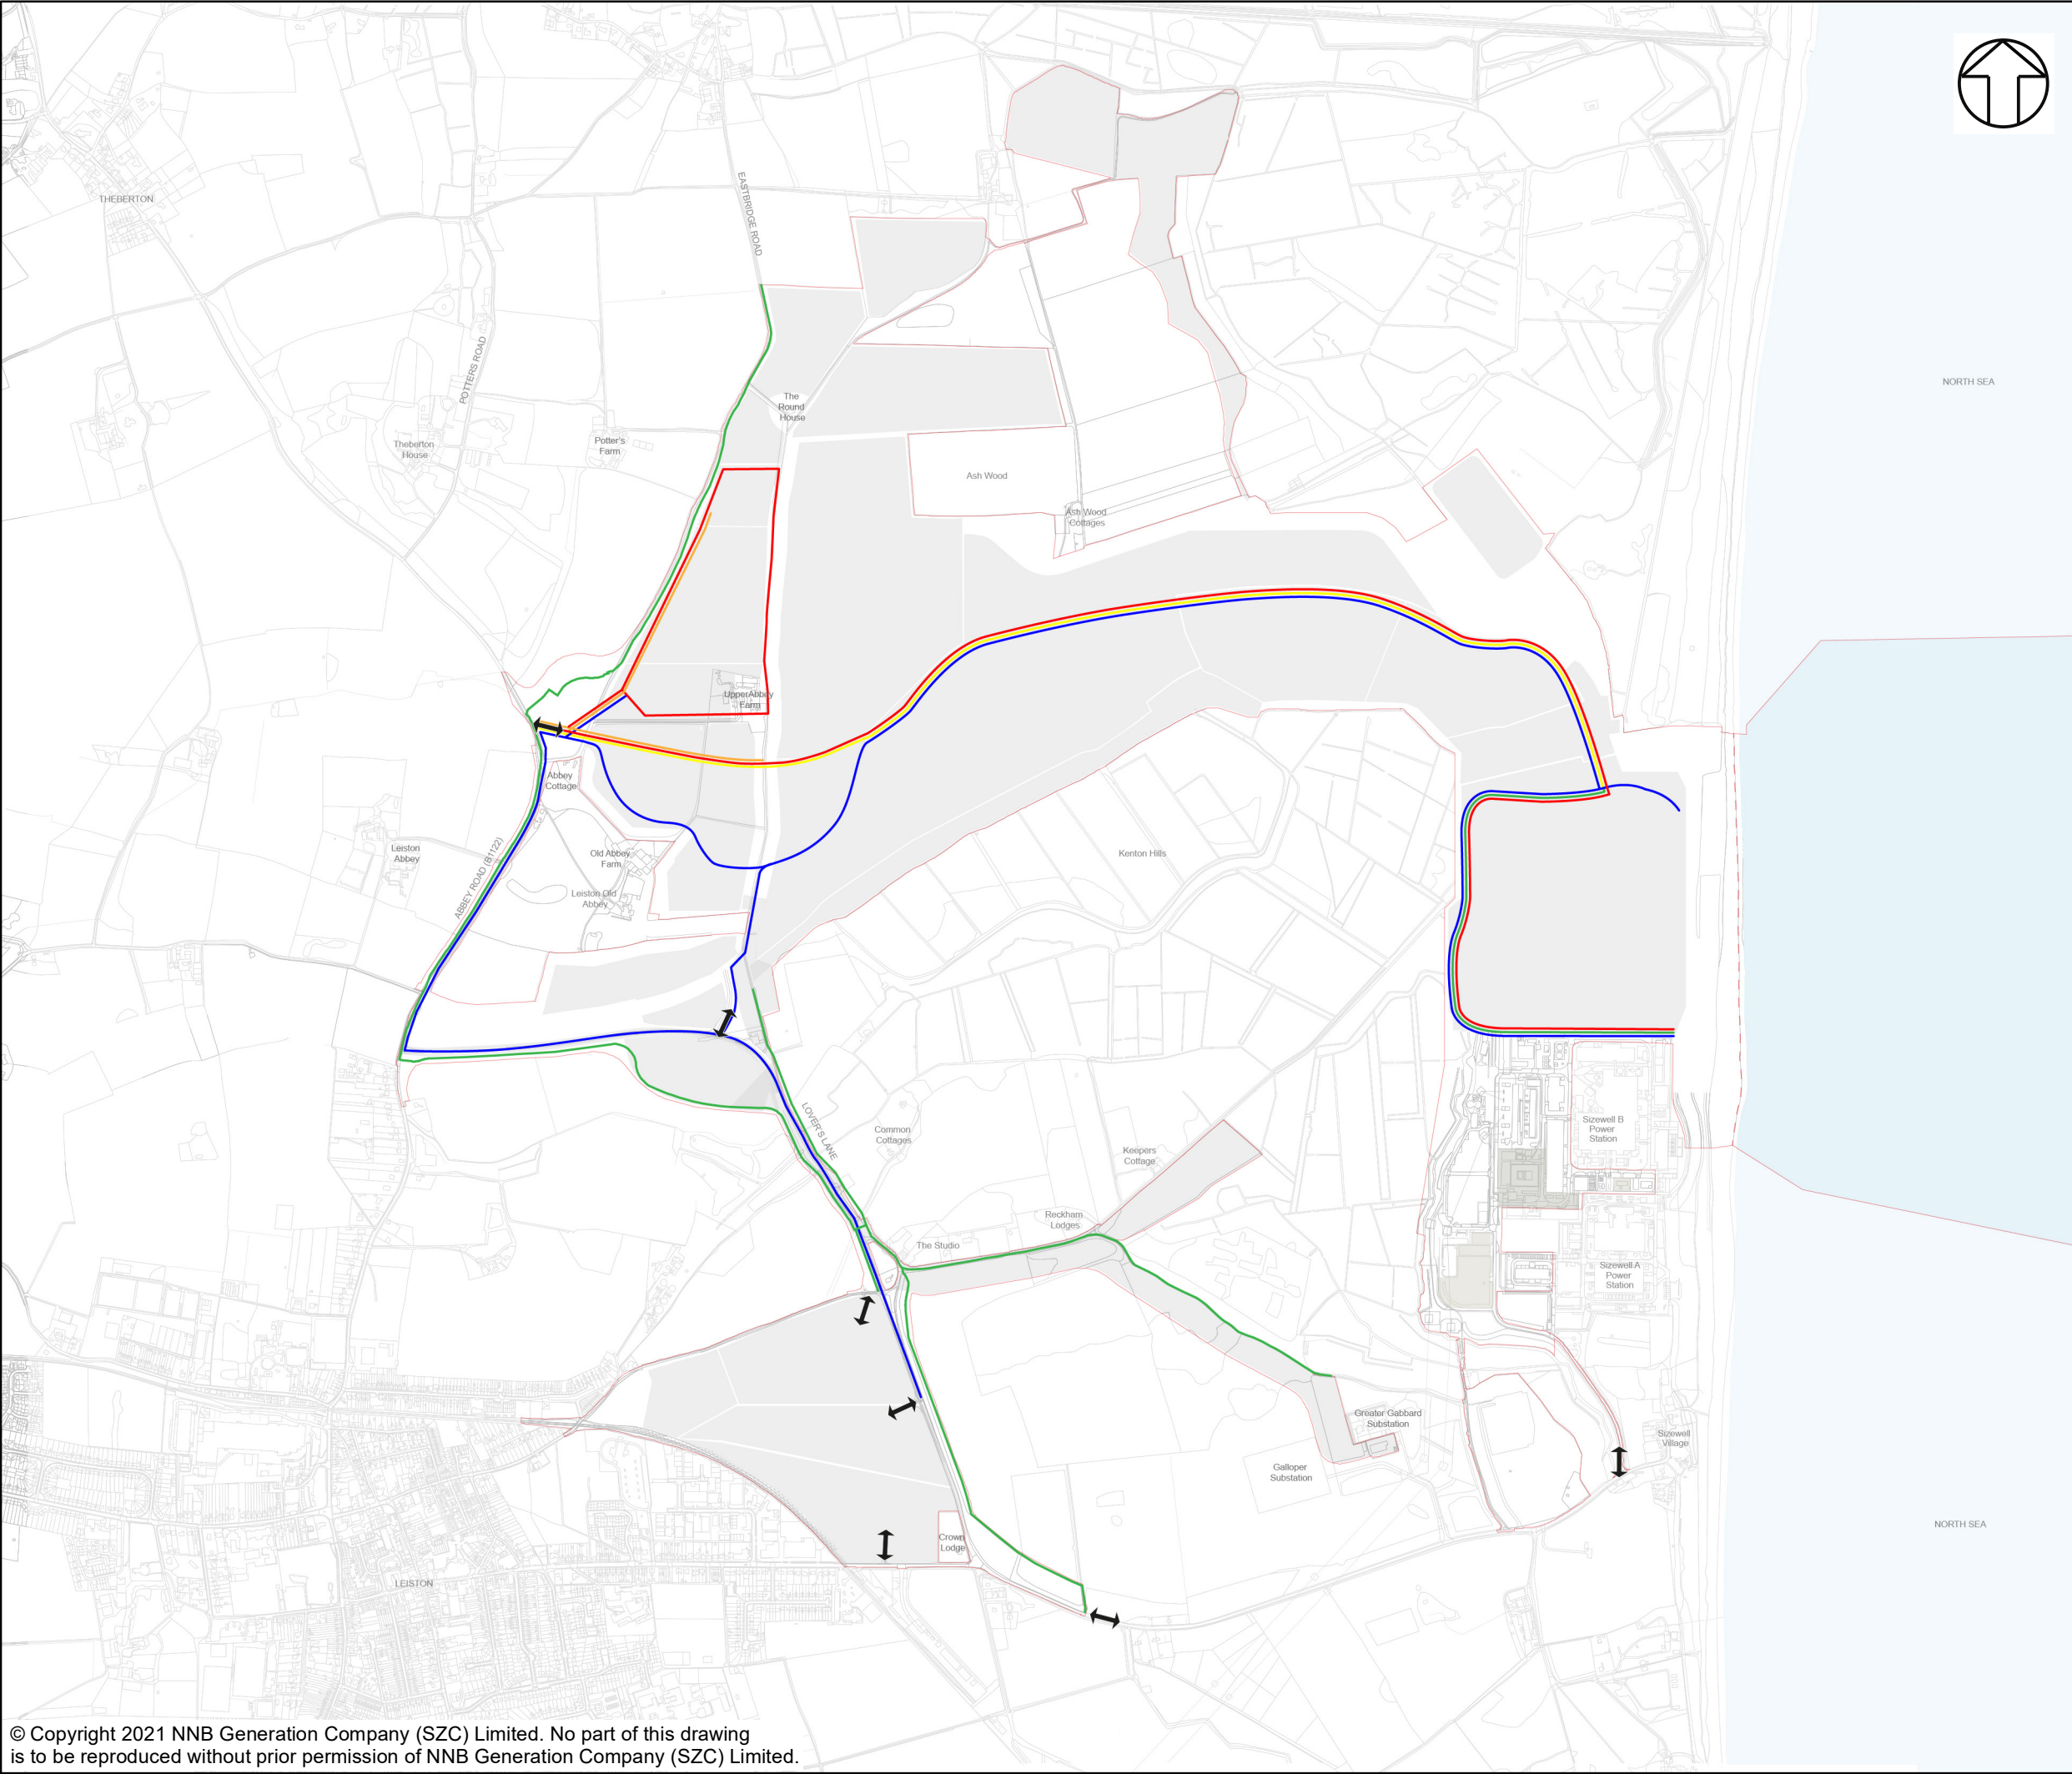 THEBERTON
EASTBRIDGE ROAD
NORTH SEA
POTTERS ROAD
The
Round
House
Theberton
House
Potter's
Farm
Ash Wood
Ash Wood
Cottages
UpperAbbey
Farm
Abbey
Cottage
Leiston
Abbey
Old Abbey
Farm
Kenton Hills
ABBEY ROAD (B1122)
Leiston Old
Abbey
LOVER'S LANE
Common
Cottages
Sizewell B
Power
Station
Keepers
Cottage
Reckham
Lodges
The Studio
Sizewell A
Power
Station
Greater Gabbard
Substation
Sizewell
Village
Galloper
Substation
NORTH SEA
Crown
Lodge
LEISTON
© Copyright 2021 NNB Generation Company (SZC) Limited. No part of this drawing
is to be reproduced without prior permission of NNB Generation Company (SZC) Limited.